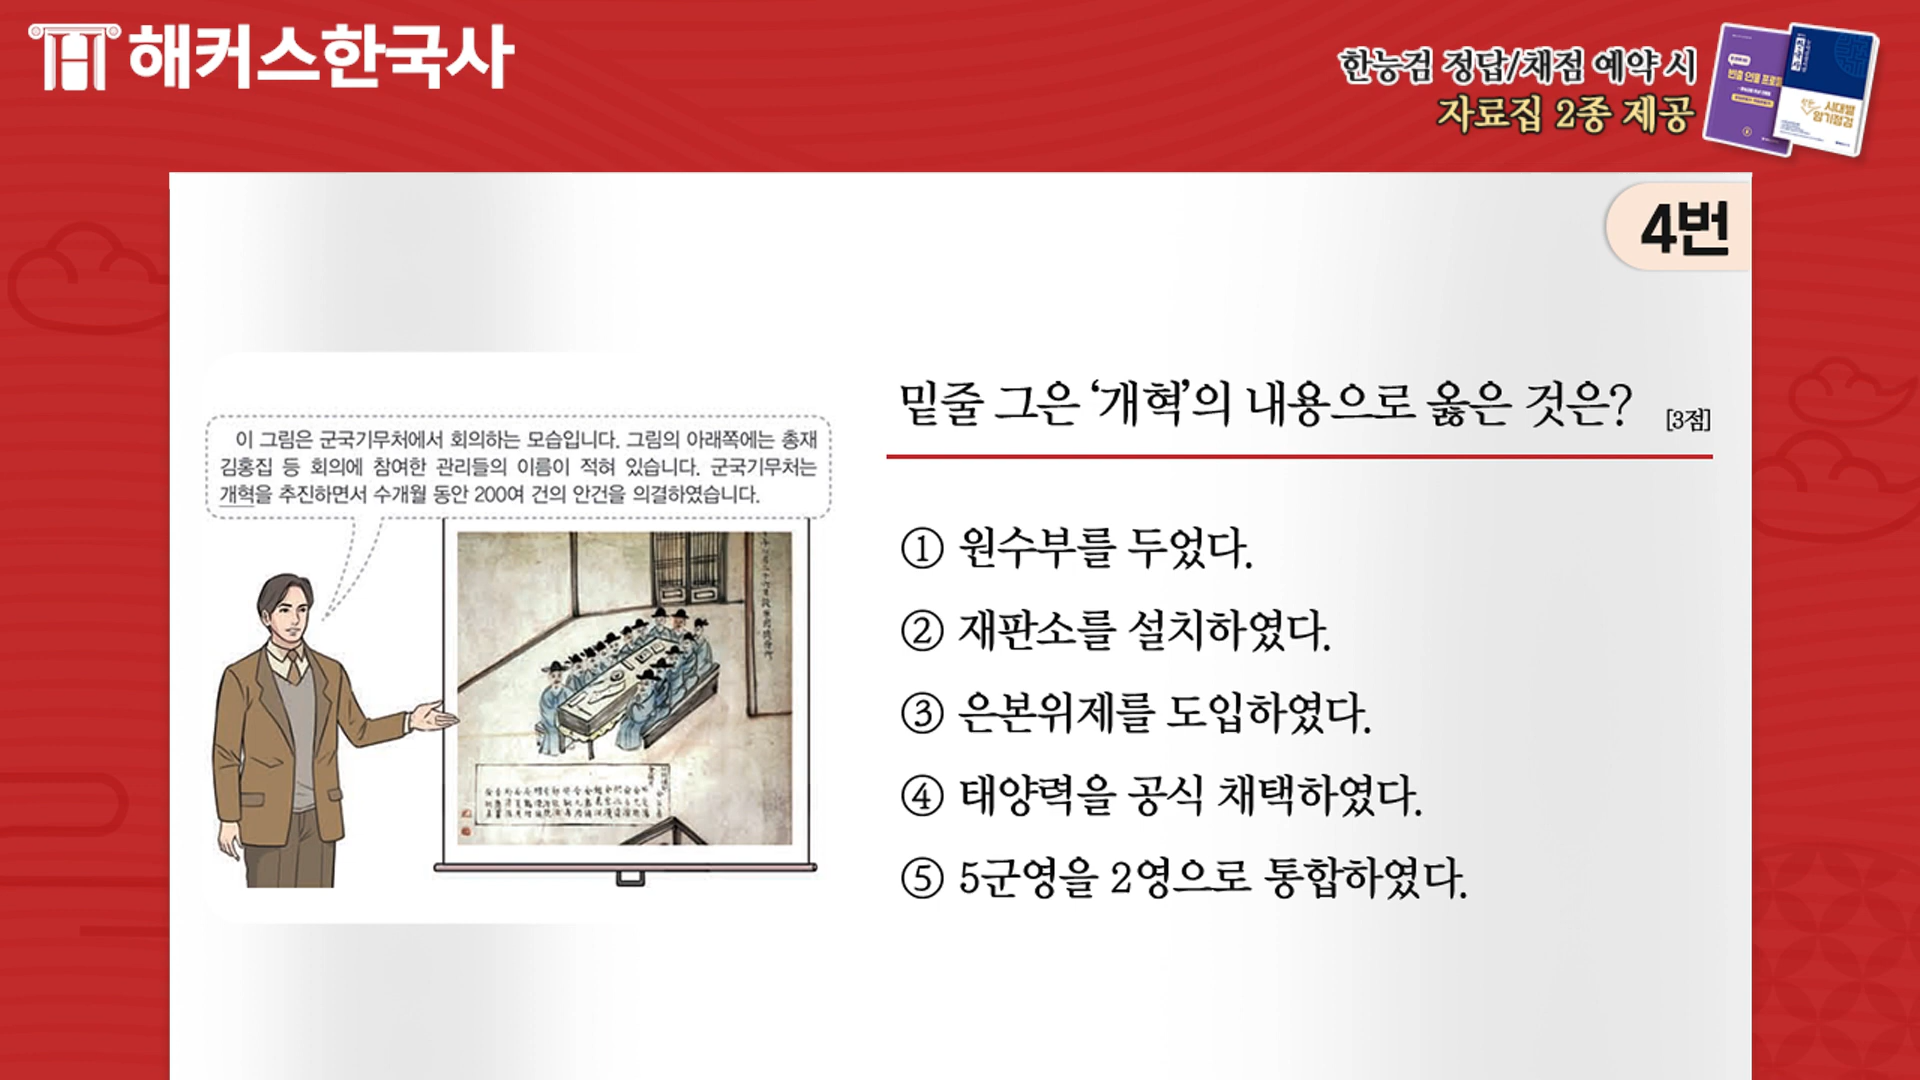 해커스한국사
한능검 정답/채점 예약 시
자료집 2종 제공
4번
이 그림은 군국기무처에서 회의하는 모습입니다. 그림의 아래쪽에는 총재
김홍집 등 회의에 참여한 관리들의 이름이 적혀 있습니다. 군국기무처는
개혁을 추진하면서 수개월 동안 200여 건의 안건을 의결하였습니다.
밑줄 그은 ‘개혁’의 내용으로 옳은 것은? [3점]
① 원수부를 두었다.
② 재판소를 설치하였다.
③ 은본위제를 도입하였다.
④ 태양력을 공식 채택하였다.
⑤ 5군영을 2영으로 통합하였다.